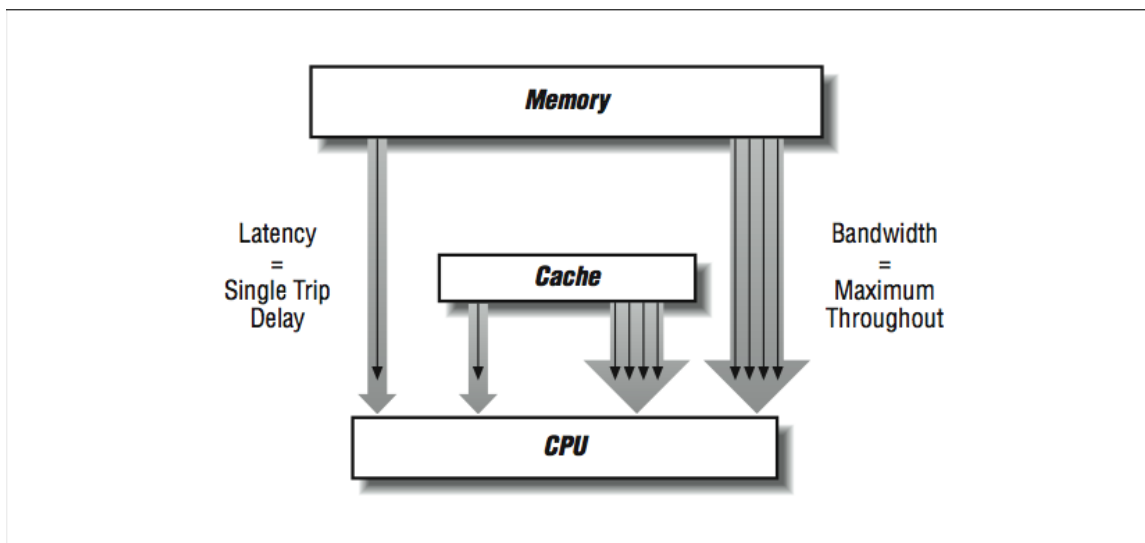 Memory
Latency
=
Single Trip
Delay
Bandwidth
=
Maximum
Throughout
Cache
CPU